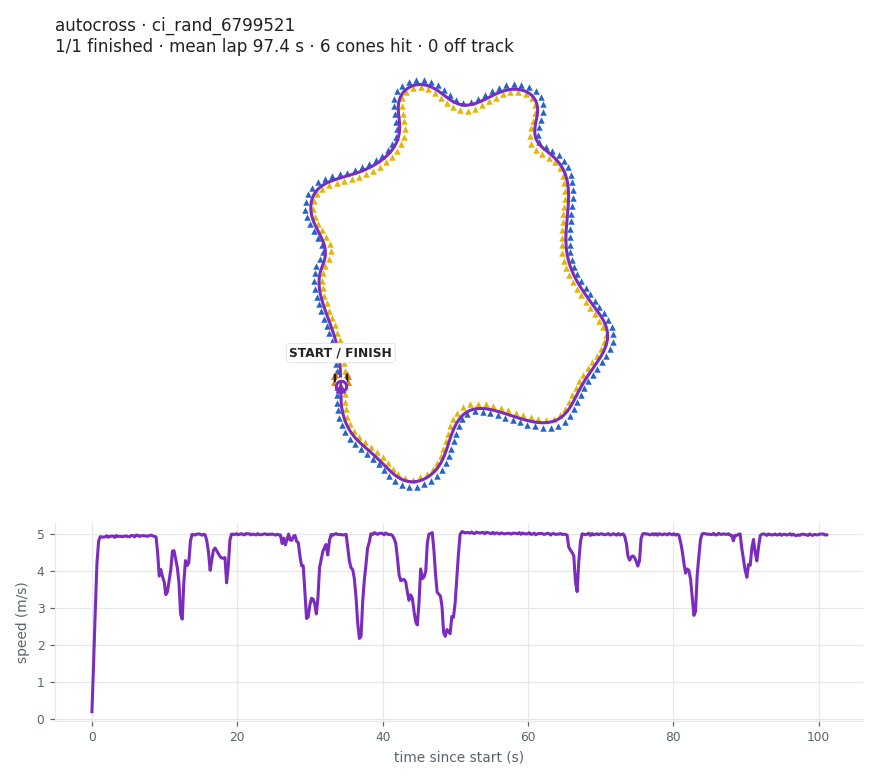 autocross · ci_rand_6799521
1/1 finished · mean lap 97.4 s · 6 cones hit · 0 off track
START / FINISH
5
4
3
2
1
0
speed (m/s)
0 20 40 60 80 100
time since start (s)